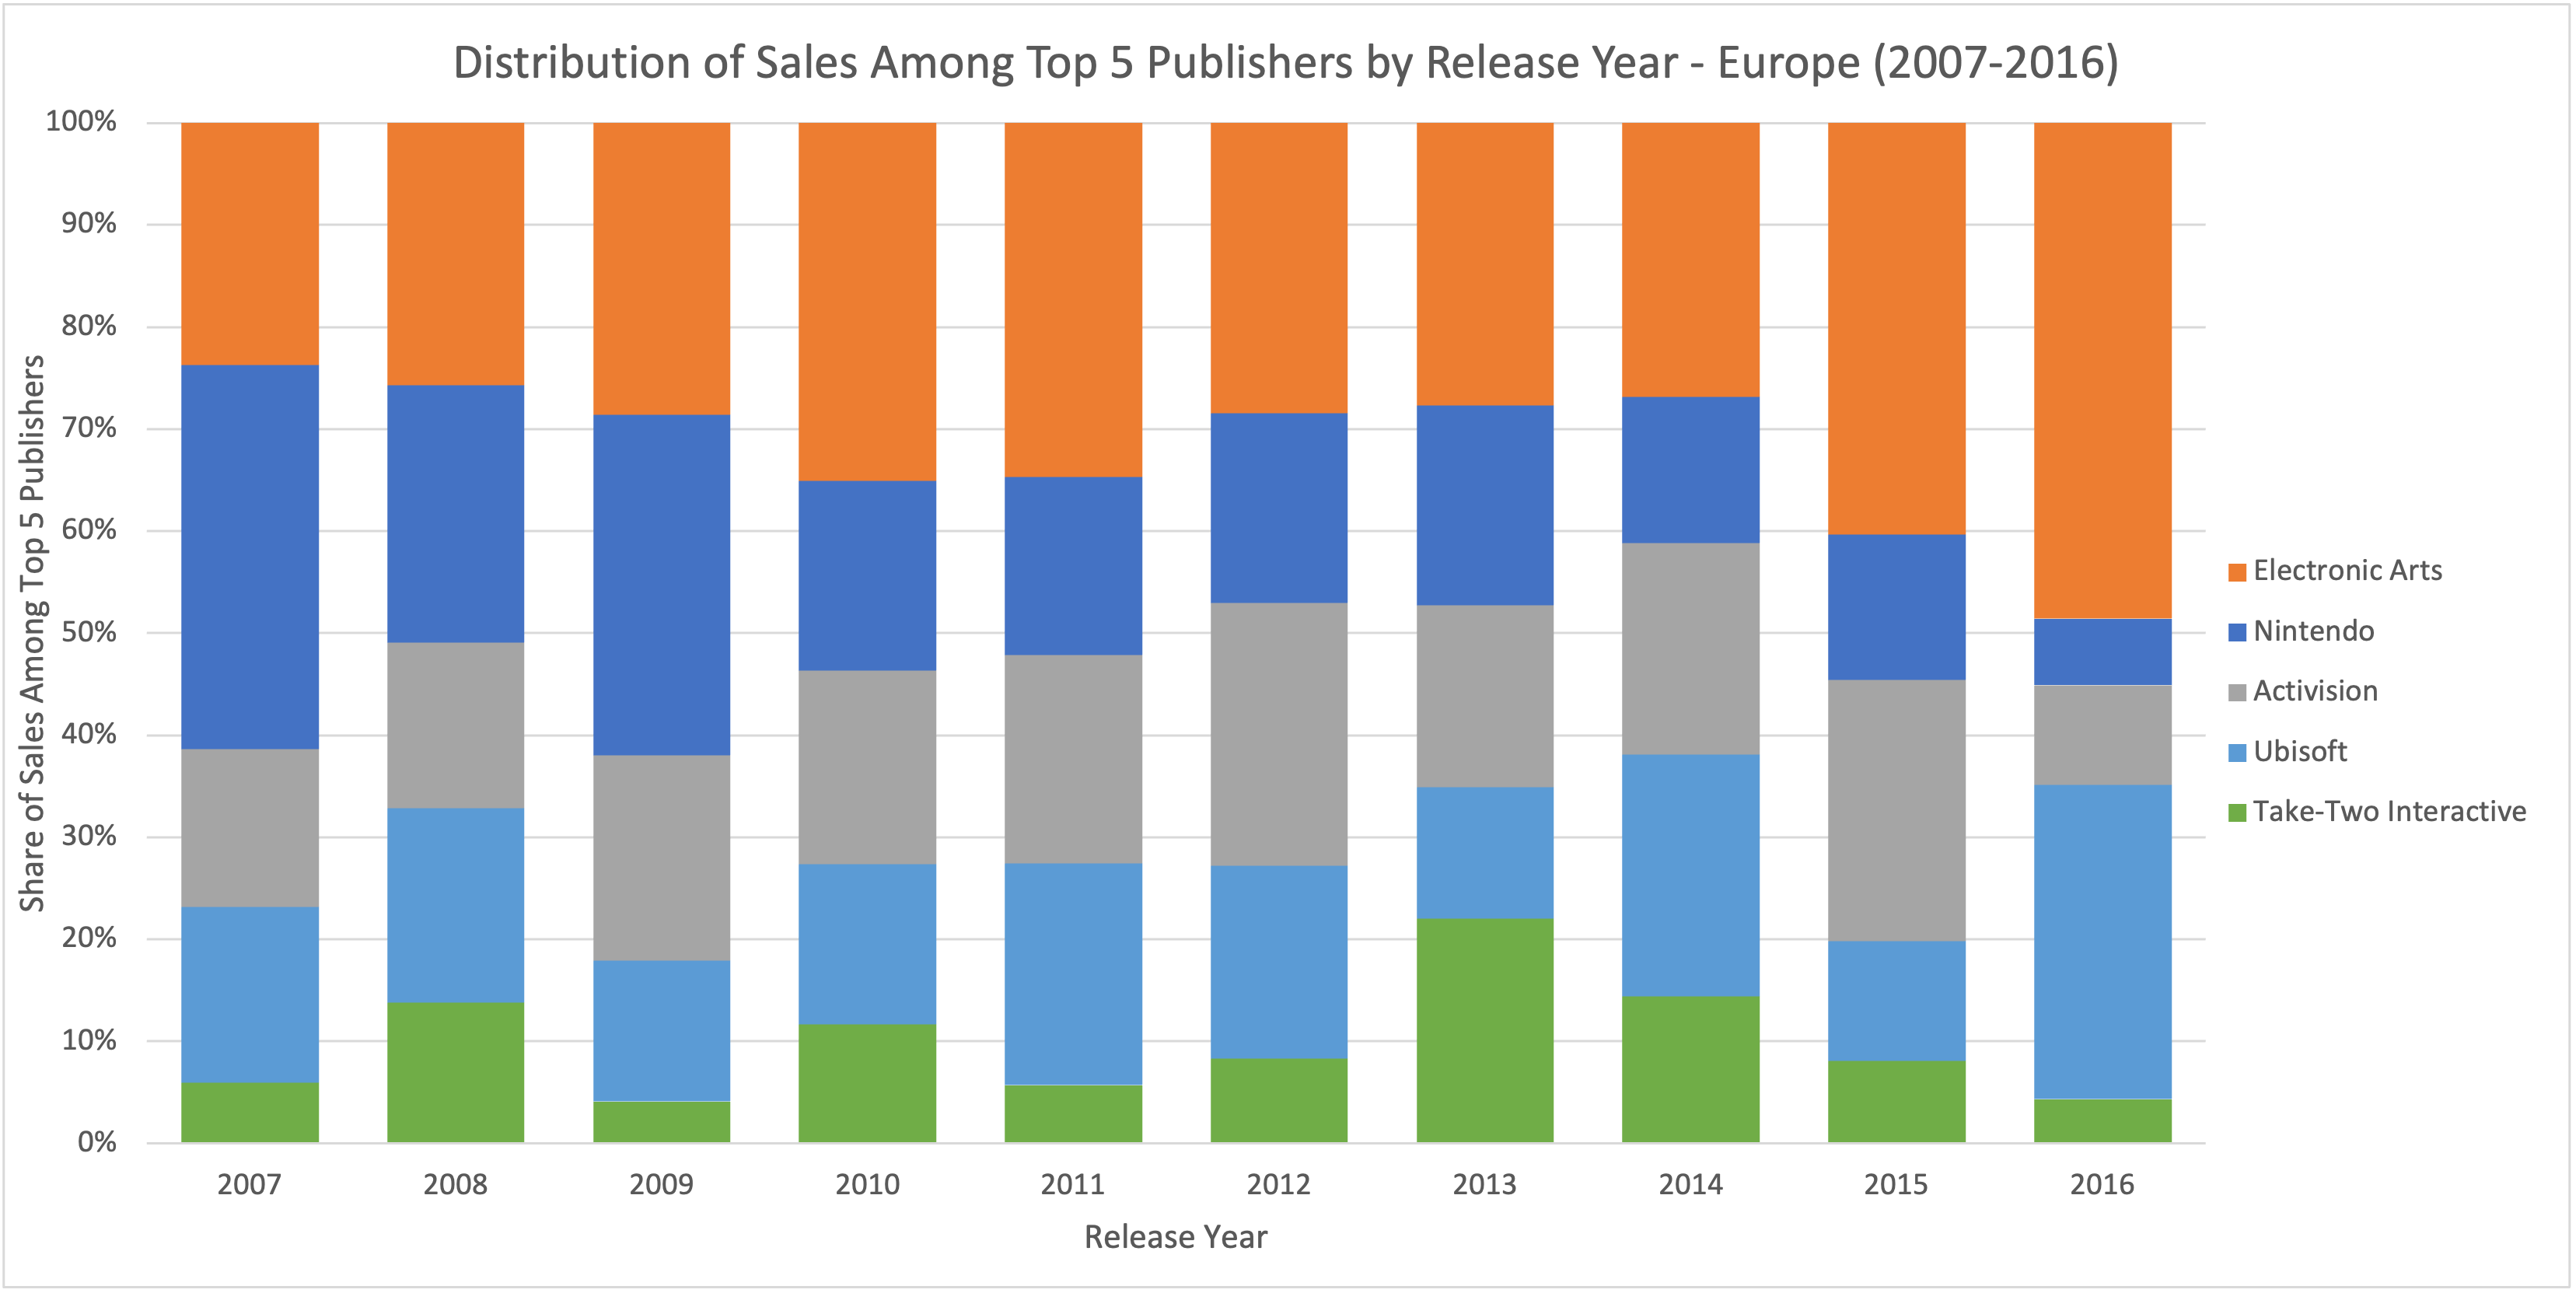 Distribution of Sales Among Top 5 Publishers by Release Year - Europe (2007-2016)
Share of Sales Among Top 5 Publishers
100%
90%
80%
70%
60%
50%
40%
30%
20%
10%
0%
2007 2008 2009 2010 2011 2012 2013 2014 2015 2016
Release Year
Electronic Arts
Nintendo
Activision
Ubisoft
Take-Two Interactive